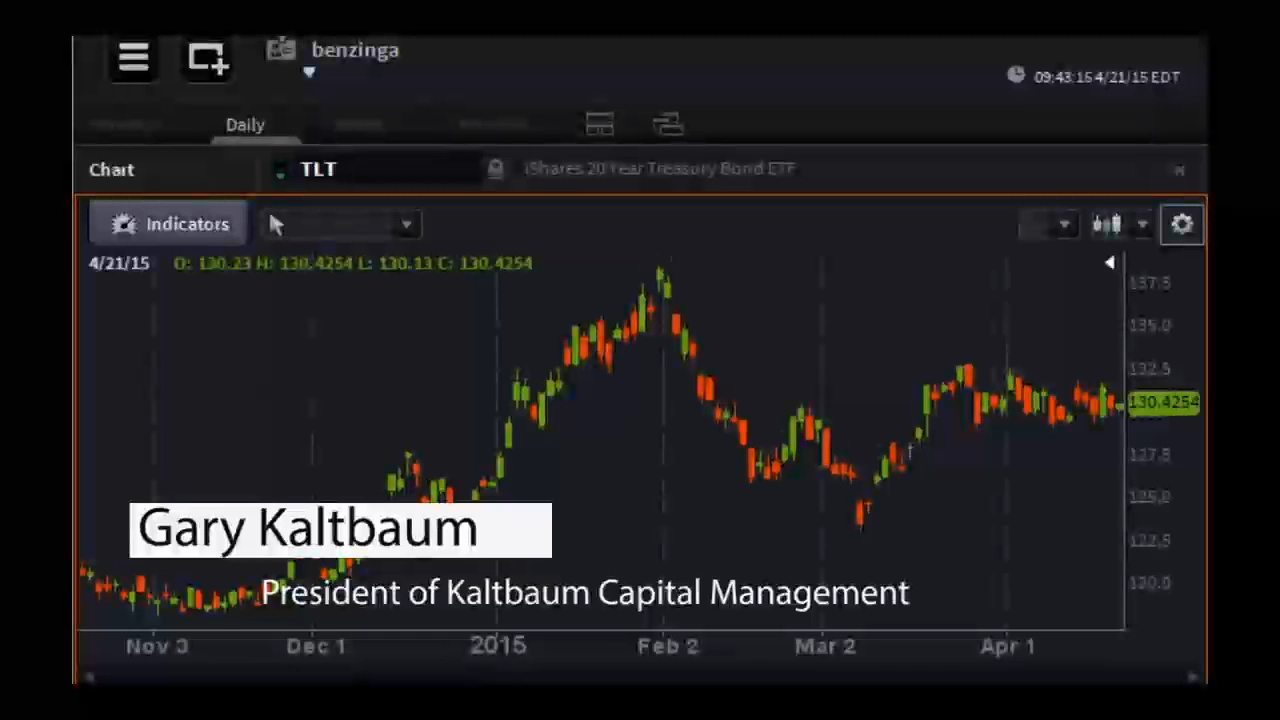 benzinga
09:43:15 4/21/15 EDT
Daily
Chart
TLT
iShares 20 Year Treasury Bond ETF
Indicators
4/21/15 O: 130.23 H: 130.4254 L: 130.13 C: 130.4254
137.5
135.0
132.5
130.4254
127.5
125.0
122.5
120.0
Gary Kaltbaum
President of Kaltbaum Capital Management
Nov 3 Dec 1 2015 Feb 2 Mar 2 Apr 1